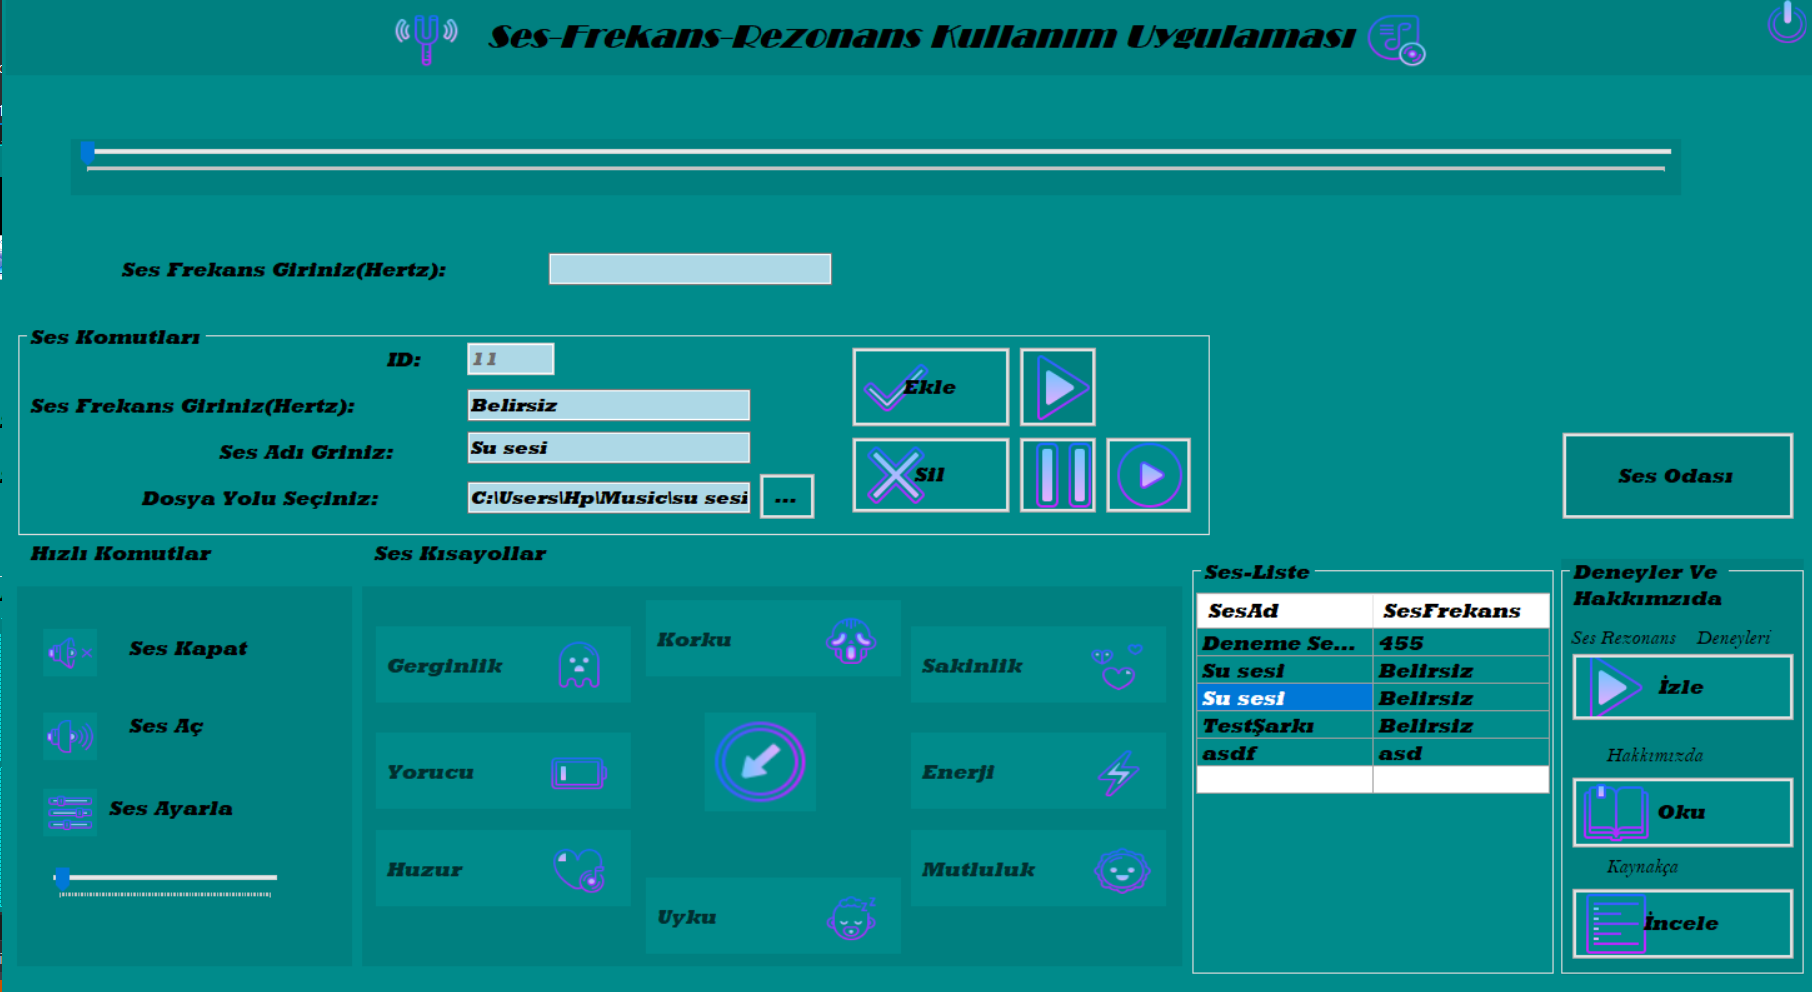 Ses-Frekans-Rezonans Kullanım Uygulaması
Ses Frekans Giriniz(Hertz):
Ses Komutları
ID: 11
Ses Frekans Giriniz(Hertz): Belirsiz
Ses Adı Griniz: Su sesi
Dosya Yolu Seçiniz: C:\Users\Hp\Music\su sesi ...
Ekle
Sil
Ses Odası
Hızlı Komutlar
Ses Kapat
Ses Aç
Ses Ayarla
Ses Kısayollar
Gerginlik
Korku
Sakinlik
Yorucu
Enerji
Huzur
Mutluluk
Uyku
Ses-Liste
SesAd SesFrekans
Deneme Se... 455
Su sesi Belirsiz
Su sesi Belirsiz
TestŞarkı Belirsiz
asdf asd
Deneyler Ve
Hakkımzıda
Ses Rezonans Deneyleri
İzle
Hakkımızda
Oku
Kaynakça
İncele